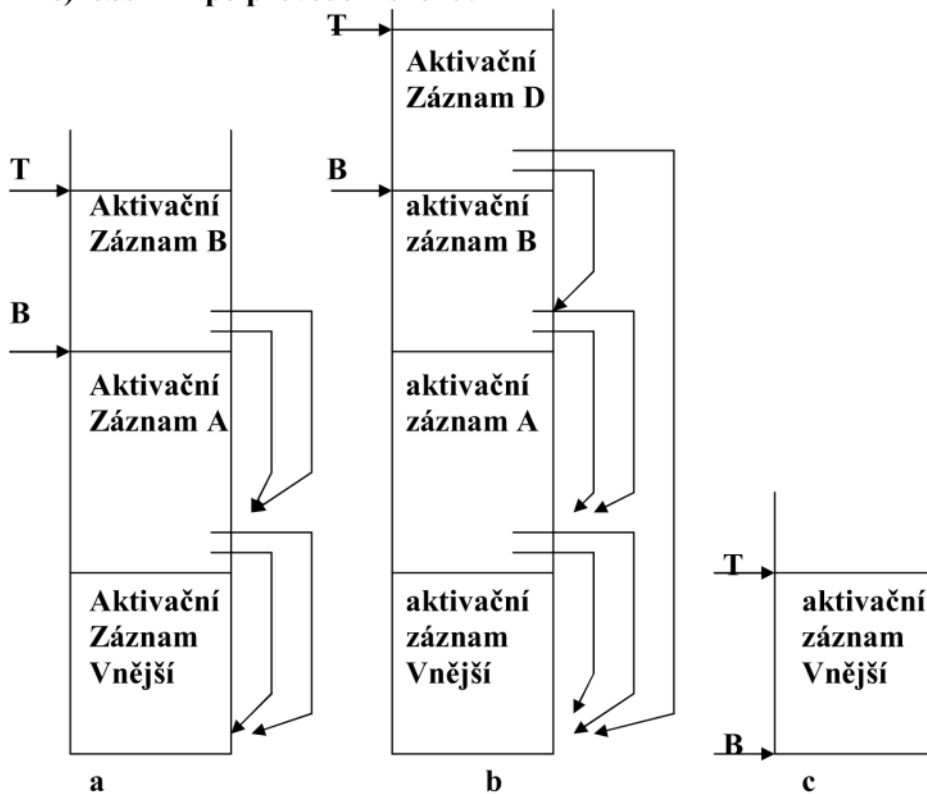 T
Aktivační
Záznam D
T
B
Aktivační
Záznam B
aktivační
záznam B
B
Aktivační
Záznam A
aktivační
záznam A
T
Aktivační
Záznam
Vnější
aktivační
záznam
Vnější
aktivační
záznam
Vnější
B
a
b
c